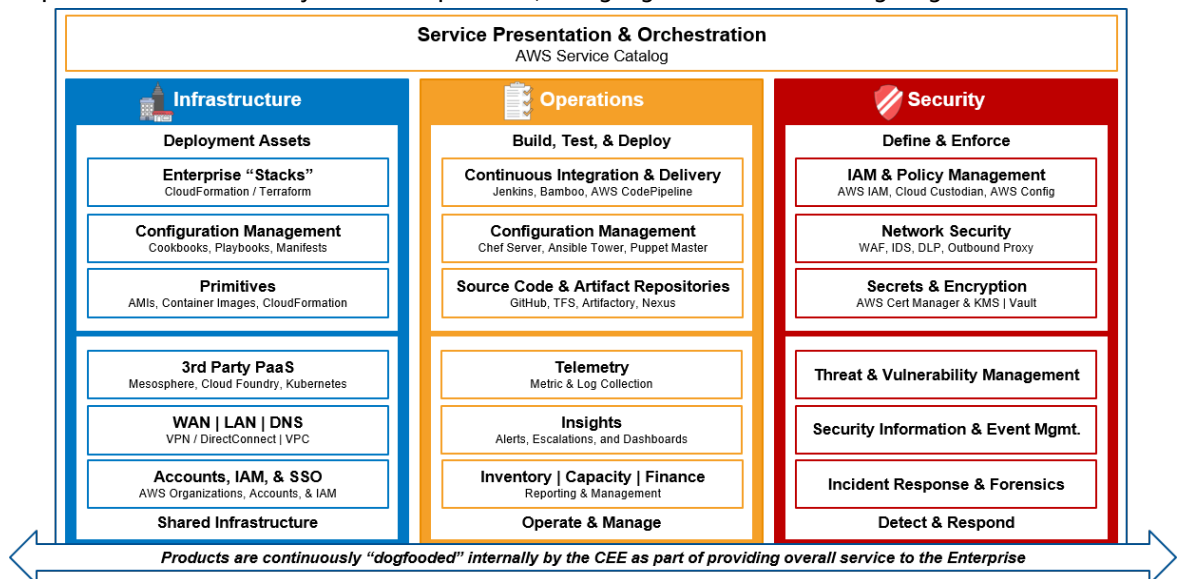 Service Presentation & Orchestration
AWS Service Catalog
Infrastructure
Deployment Assets
Enterprise “Stacks”
CloudFormation / Terraform
Configuration Management
Cookbooks, Playbooks, Manifests
Primitives
AMIs, Container Images, CloudFormation
3rd Party PaaS
Mesosphere, Cloud Foundry, Kubernetes
WAN | LAN | DNS
VPN / DirectConnect | VPC
Accounts, IAM, & SSO
AWS Organizations, Accounts, & IAM
Shared Infrastructure
Operations
Build, Test, & Deploy
Continuous Integration & Delivery
Jenkins, Bamboo, AWS CodePipeline
Configuration Management
Chef Server, Ansible Tower, Puppet Master
Source Code & Artifact Repositories
GitHub, TFS, Artifactory, Nexus
Telemetry
Metric & Log Collection
Insights
Alerts, Escalations, and Dashboards
Inventory | Capacity | Finance
Reporting & Management
Operate & Manage
Security
Define & Enforce
IAM & Policy Management
AWS IAM, Cloud Custodian, AWS Config
Network Security
WAF, IDS, DLP, Outbound Proxy
Secrets & Encryption
AWS Cert Manager & KMS | Vault
Threat & Vulnerability Management
Security Information & Event Mgmt.
Incident Response & Forensics
Detect & Respond
Products are continuously “dogfooded” internally by the CEE as part of providing overall service to the Enterprise